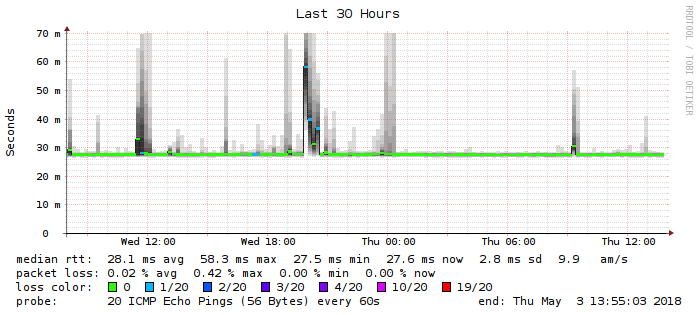 Last 30 Hours
RRDTOOL / TOBI OETIKER
Seconds
70 m
60 m
50 m
40 m
30 m
20 m
10 m
0
Wed 12:00 Wed 18:00 Thu 00:00 Thu 06:00 Thu 12:00
median rtt: 28.1 ms avg 58.3 ms max 27.5 ms min 27.6 ms now 2.8 ms sd 9.9 am/s
packet loss: 0.02 % avg 0.42 % max 0.00 % min 0.00 % now
loss color: 0 1/20 2/20 3/20 4/20 10/20 19/20
probe: 20 ICMP Echo Pings (56 Bytes) every 60s end: Thu May 3 13:55:03 2018